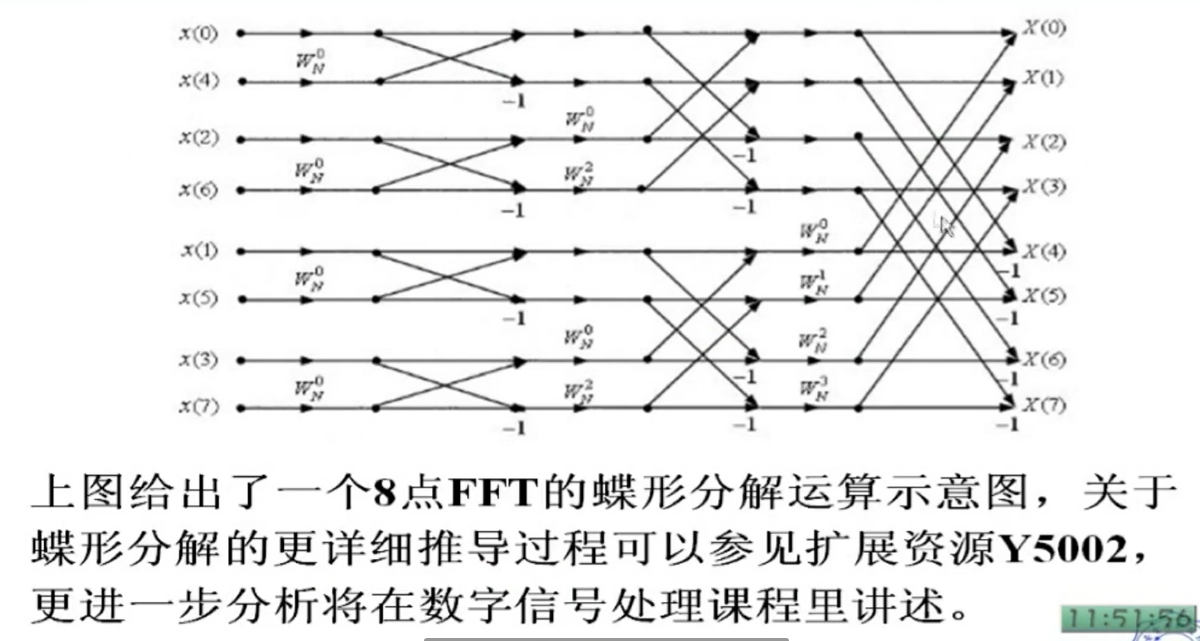 x(0) X(0)
W_N^0
x(4) X(1)
-1
W_N^0
x(2) X(2)
-1
W_N^0 W_N^2
x(6) X(3)
-1 -1
W_N^0
x(1) X(4)
-1
W_N^0 W_N^1
x(5) X(5)
-1 -1
W_N^0 W_N^2
x(3) X(6)
-1 -1
W_N^0 W_N^2 W_N^3
x(7) X(7)
-1 -1 -1
上图给出了一个8点FFT的蝶形分解运算示意图，关于
蝶形分解的更详细推导过程可以参见扩展资源Y5002，
更进一步分析将在数字信号处理课程里讲述。
11:51:56